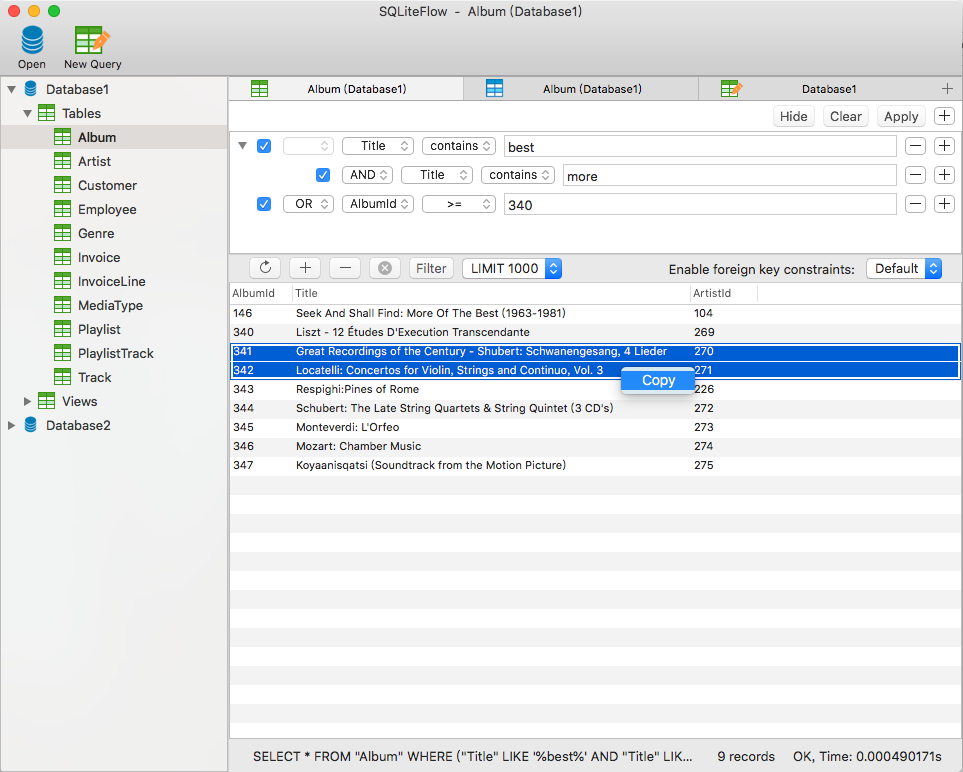 SQLiteFlow - Album (Database1)
Open
New Query
Database1
Tables
Album
Artist
Customer
Employee
Genre
Invoice
InvoiceLine
MediaType
Playlist
PlaylistTrack
Track
Views
Database2
Album (Database1)
Album (Database1)
Database1
Hide
Clear
Apply
Title
contains
best
AND
Title
contains
more
OR
AlbumId
>=
340
Filter
LIMIT 1000
Enable foreign key constraints:
Default
AlbumId Title ArtistId
146 Seek And Shall Find: More Of The Best (1963-1981) 104
340 Liszt - 12 Études D'Execution Transcendante 269
341 Great Recordings of the Century - Shubert: Schwanengesang, 4 Lieder 270
342 Locatelli: Concertos for Violin, Strings and Continuo, Vol. 3 271
Copy
343 Respighi:Pines of Rome 226
344 Schubert: The Late String Quartets & String Quintet (3 CD's) 272
345 Monteverdi: L'Orfeo 273
346 Mozart: Chamber Music 274
347 Koyaanisqatsi (Soundtrack from the Motion Picture) 275
SELECT * FROM "Album" WHERE ("Title" LIKE '%best%' AND "Title" LIK...
9 records
OK, Time: 0.000490171s